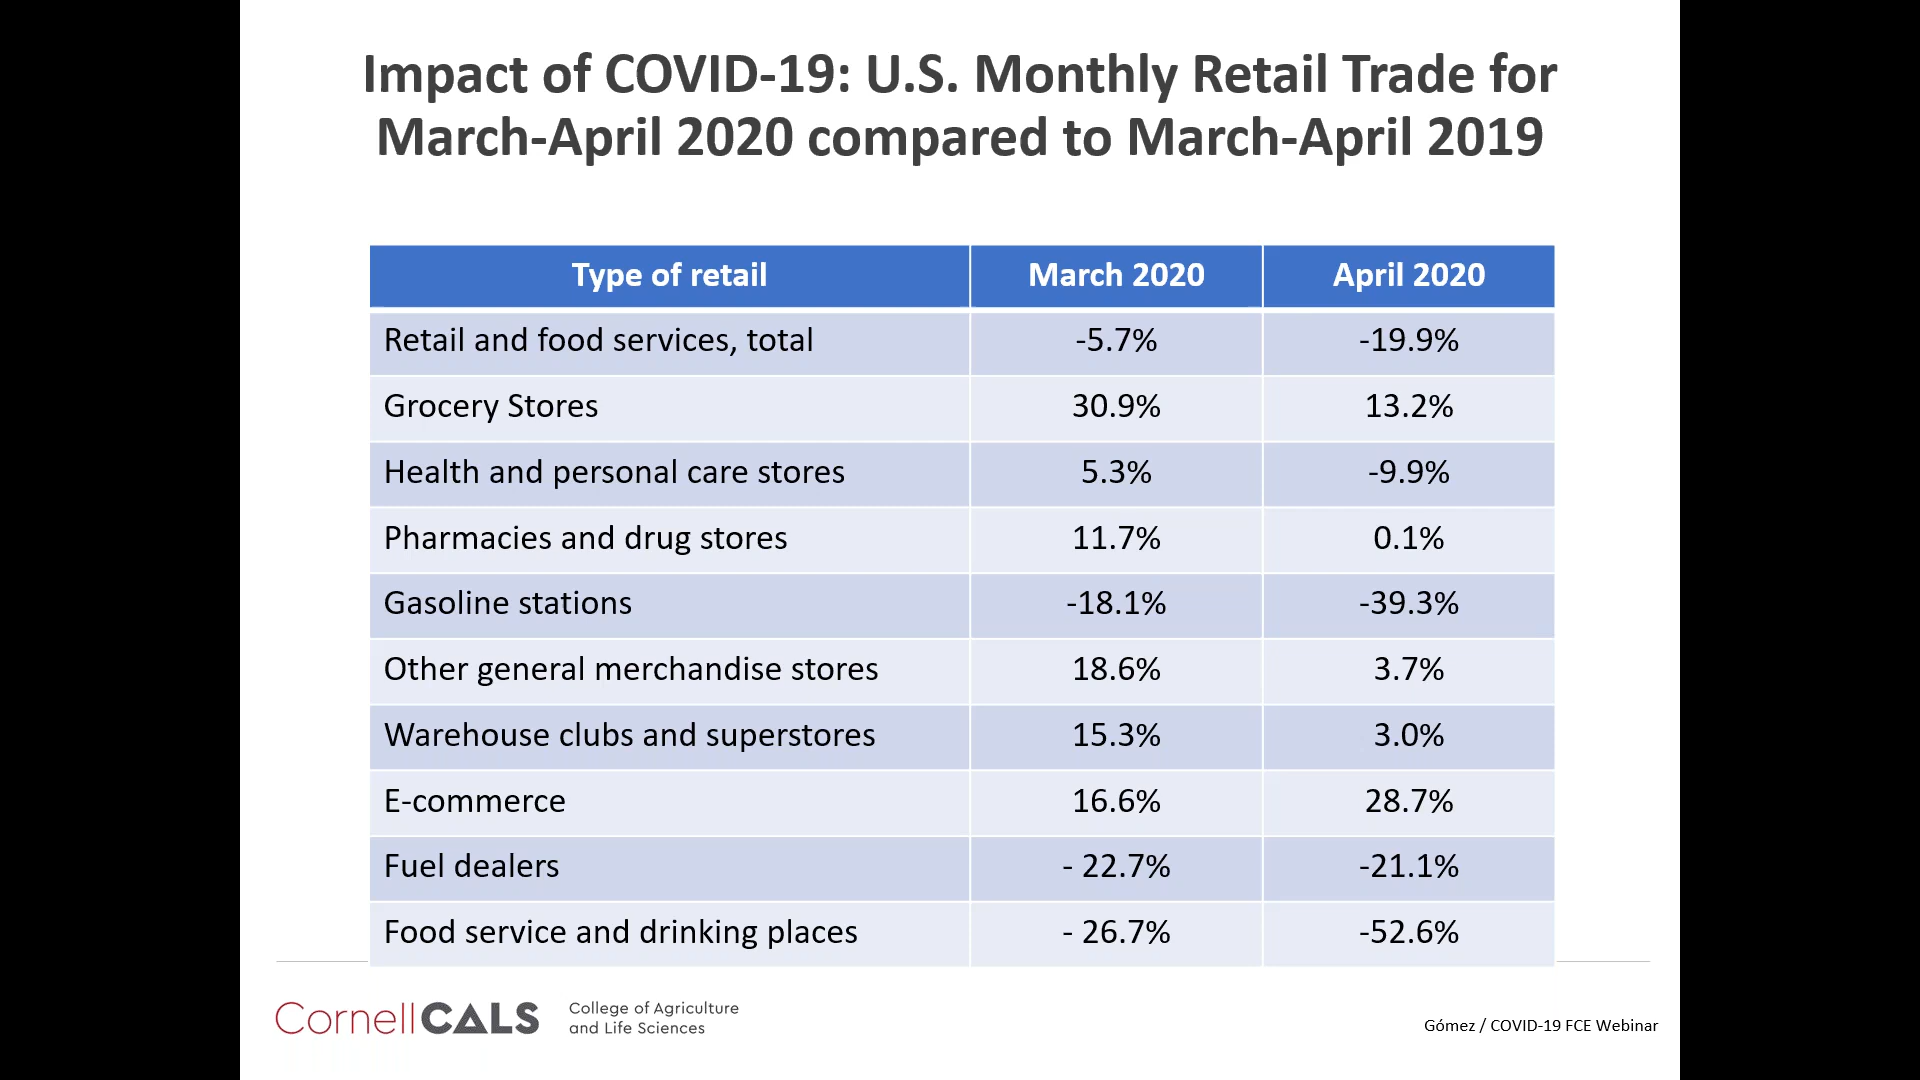 Impact of COVID-19: U.S. Monthly Retail Trade for
March-April 2020 compared to March-April 2019
Type of retail March 2020 April 2020
Retail and food services, total -5.7% -19.9%
Grocery Stores 30.9% 13.2%
Health and personal care stores 5.3% -9.9%
Pharmacies and drug stores 11.7% 0.1%
Gasoline stations -18.1% -39.3%
Other general merchandise stores 18.6% 3.7%
Warehouse clubs and superstores 15.3% 3.0%
E-commerce 16.6% 28.7%
Fuel dealers - 22.7% -21.1%
Food service and drinking places - 26.7% -52.6%
CornellCALS
College of Agriculture
and Life Sciences
Gómez / COVID-19 FCE Webinar